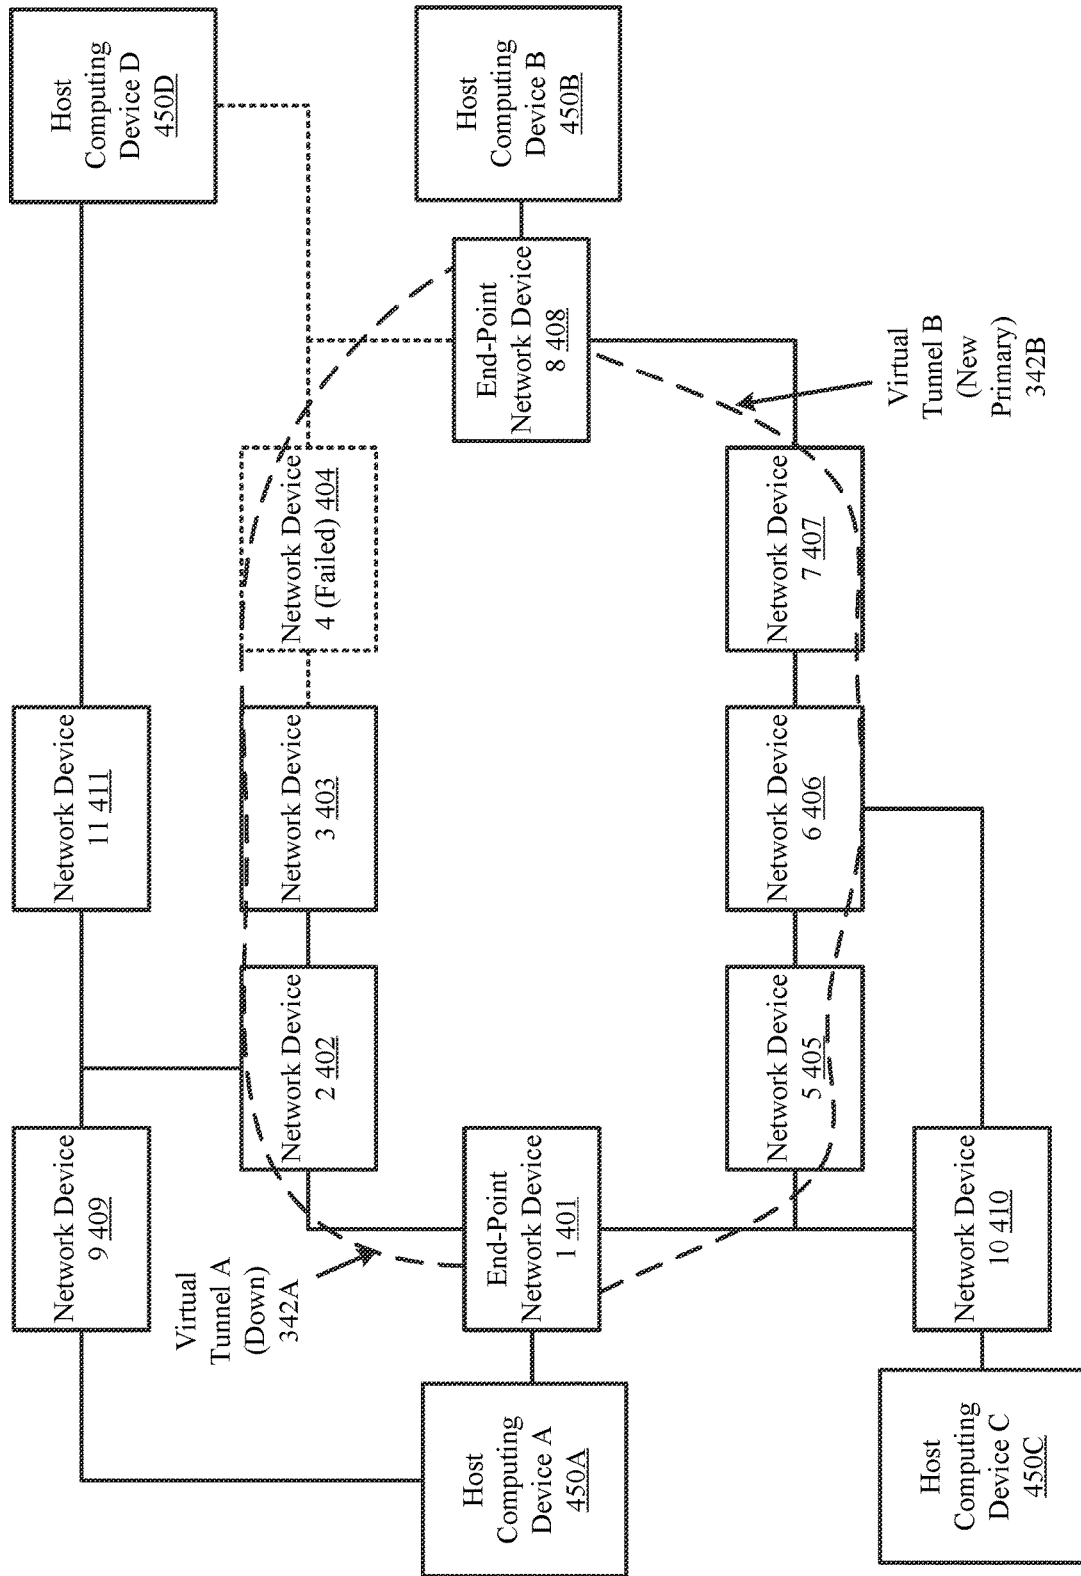 Host
Computing
Device A
450A
Host
Computing
Device C
450C
Network Device
9 409
Virtual
Tunnel A
(Down)
342A
End-Point
Network Device
1 401
Network Device
10 410
Network Device
2 402
Network Device
5 405
Network Device
11 411
Network Device
3 403
Network Device
6 406
Network Device
4 (Failed) 404
Network Device
7 407
End-Point
Network Device
8 408
Virtual
Tunnel B
(New
Primary)
342B
Host
Computing
Device D
450D
Host
Computing
Device B
450B